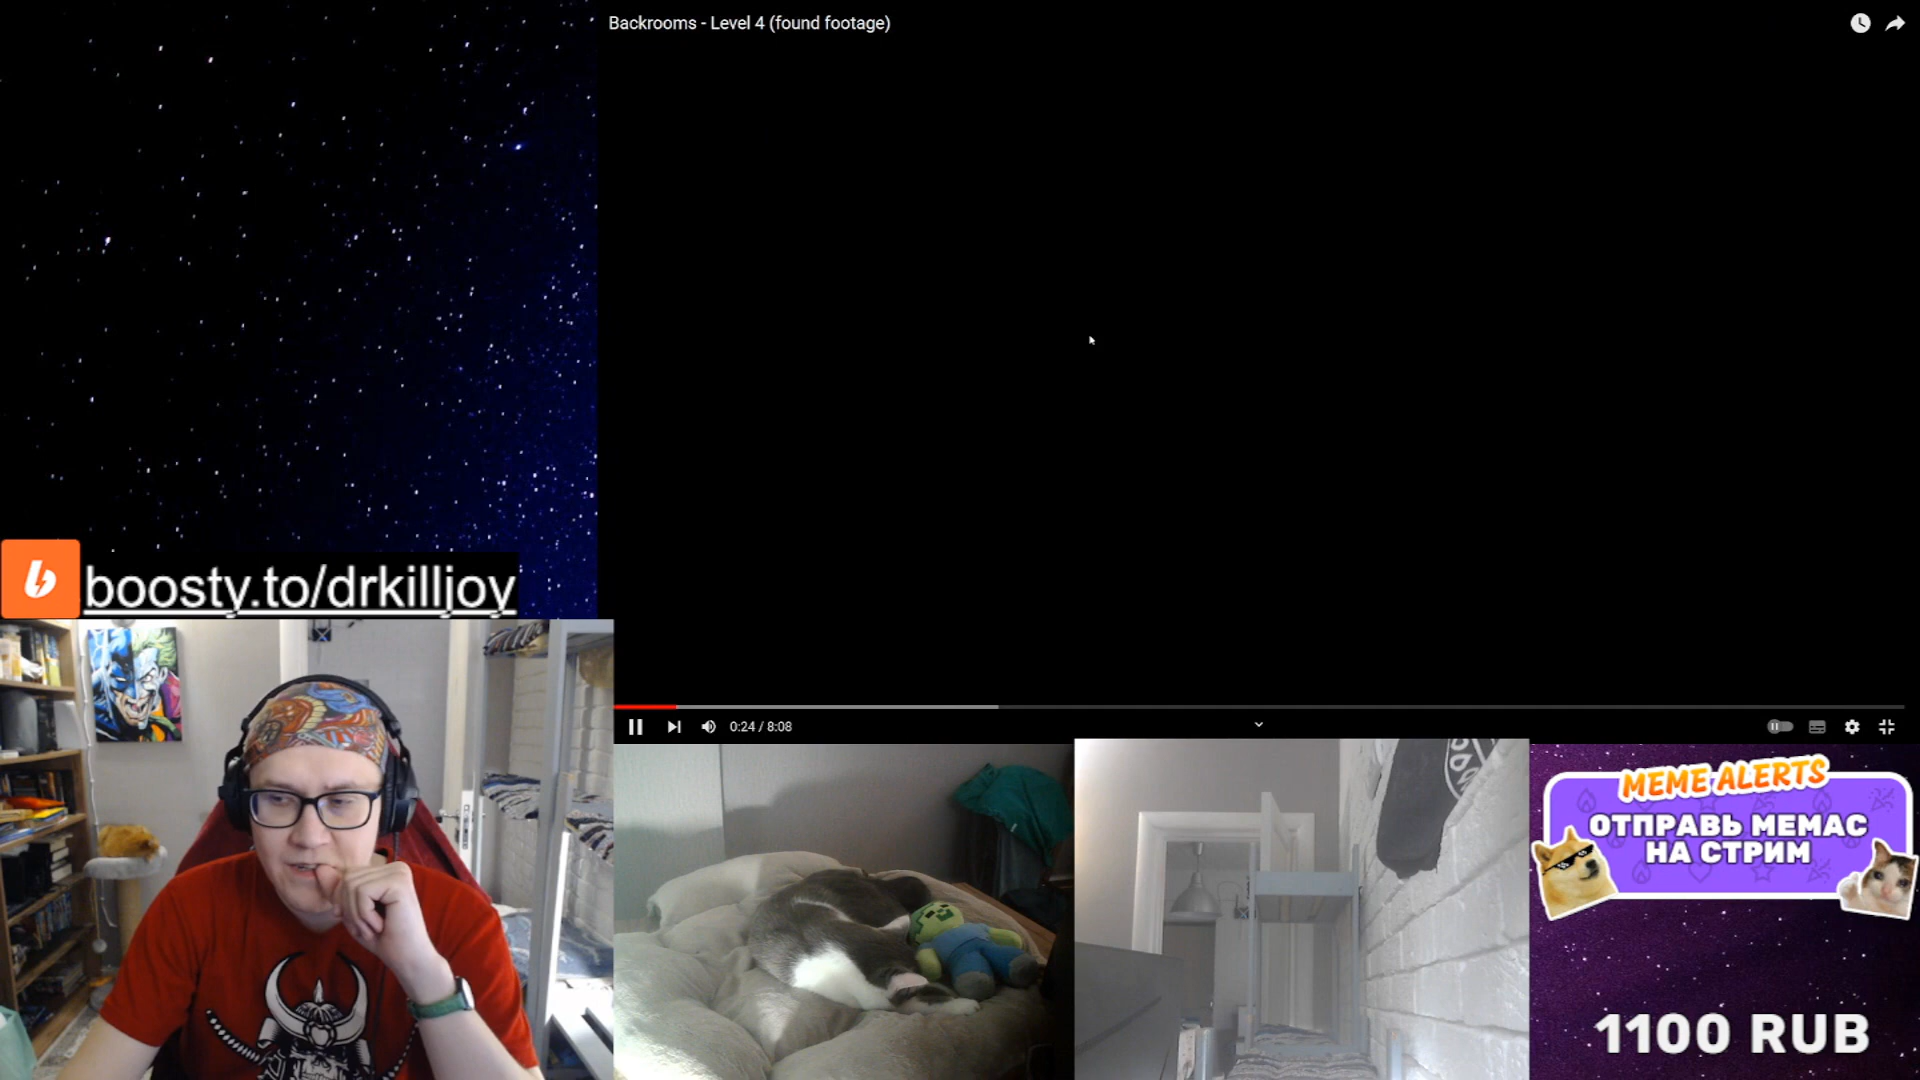 Backrooms - Level 4 (found footage)
boosty.to/drkilljoy
0:24 / 8:08
MEME ALERTS
ОТПРАВЬ МЕМАС
НА СТРИМ
1100 RUB